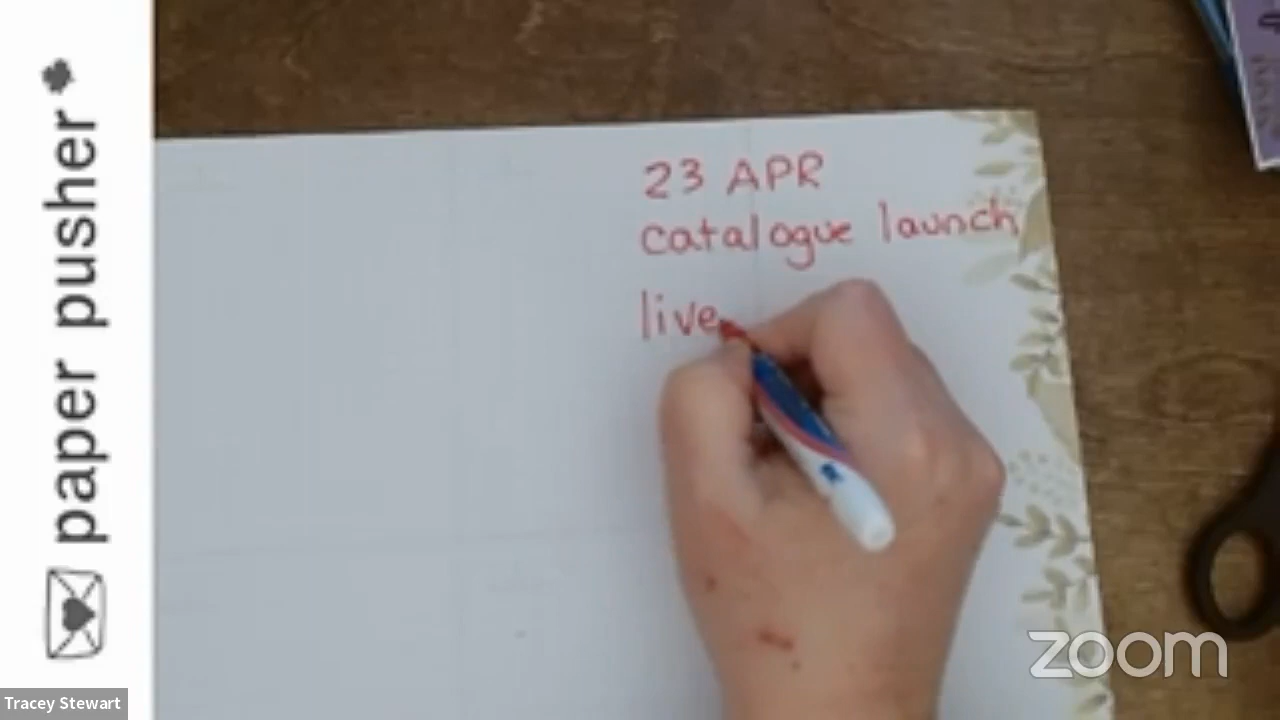 paper pusher
23 APR
catalogue launch
live
Tracey Stewart
zoom